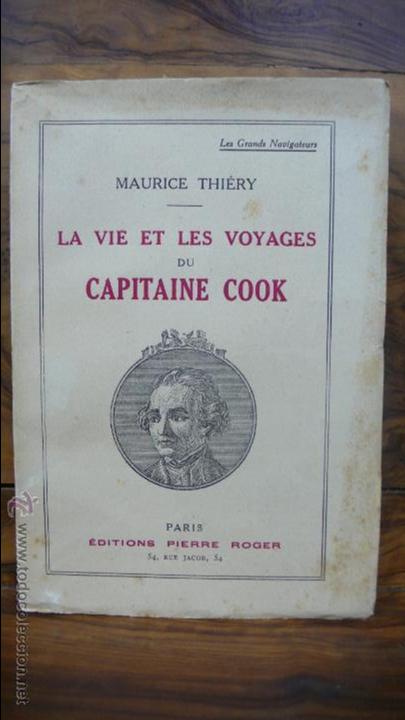 Les Grands Navigateurs
MAURICE THIÉRY
LA VIE ET LES VOYAGES
DU
CAPITAINE COOK
PARIS
ÉDITIONS PIERRE ROGER
54, RUE JACOB, 54
www.todocoleccion.net